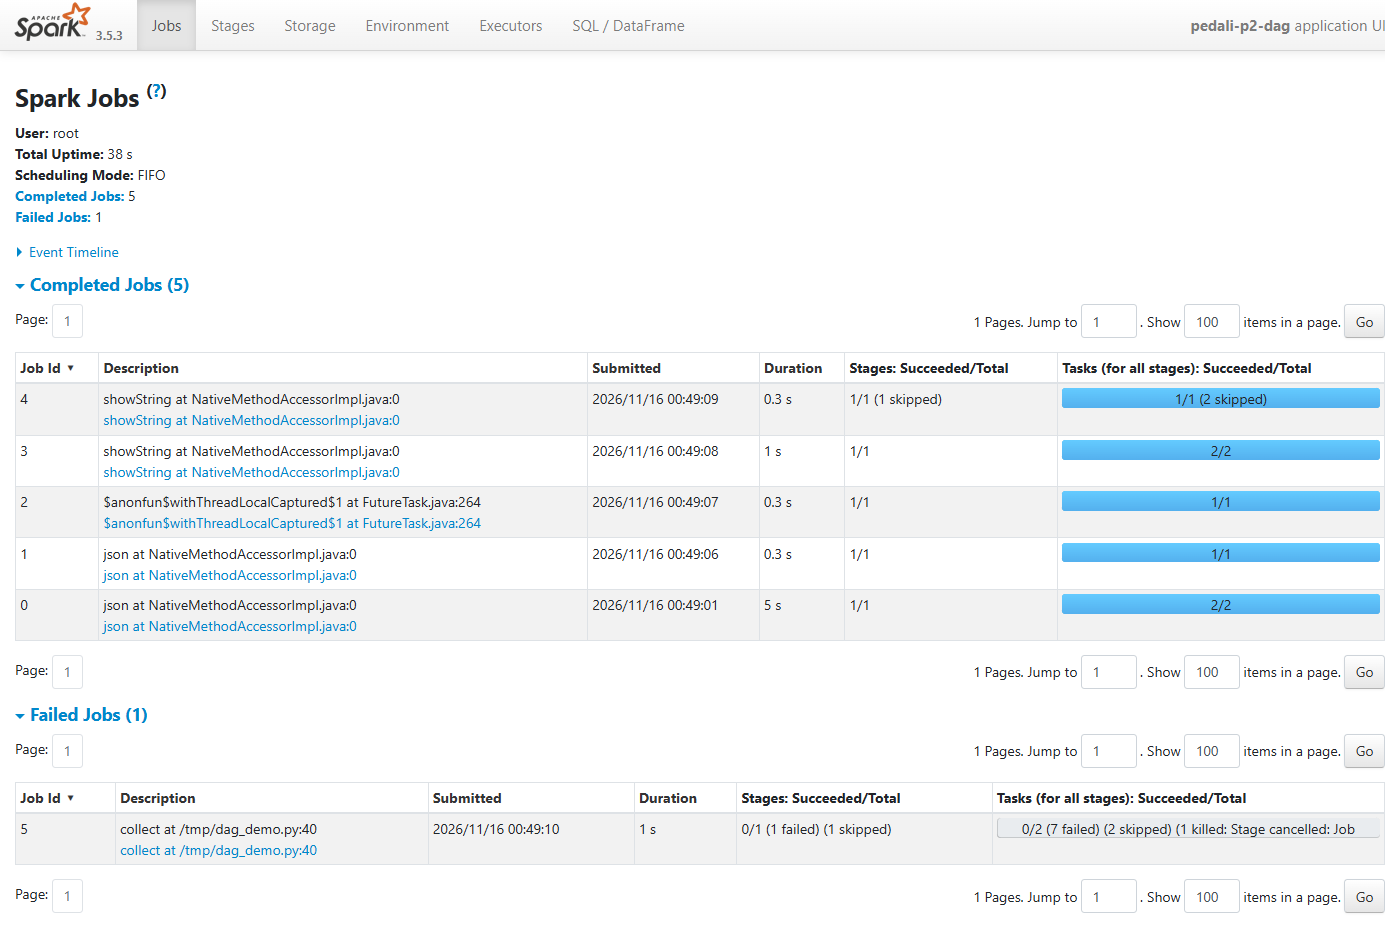 APACHE
Spark 3.5.3 Jobs Stages Storage Environment Executors SQL / DataFrame pedali-p2-dag application UI
Spark Jobs (?)
User: root
Total Uptime: 38 s
Scheduling Mode: FIFO
Completed Jobs: 5
Failed Jobs: 1
Event Timeline
Completed Jobs (5)
Page: 1 1 Pages. Jump to 1 . Show 100 items in a page. Go
Job Id ▾ Description Submitted Duration Stages: Succeeded/Total Tasks (for all stages): Succeeded/Total
4 showString at NativeMethodAccessorImpl.java:0 2026/11/16 00:49:09 0.3 s 1/1 (1 skipped) 1/1 (2 skipped)
showString at NativeMethodAccessorImpl.java:0
3 showString at NativeMethodAccessorImpl.java:0 2026/11/16 00:49:08 1 s 1/1 2/2
showString at NativeMethodAccessorImpl.java:0
2 $anonfun$withThreadLocalCaptured$1 at FutureTask.java:264 2026/11/16 00:49:07 0.3 s 1/1 1/1
$anonfun$withThreadLocalCaptured$1 at FutureTask.java:264
1 json at NativeMethodAccessorImpl.java:0 2026/11/16 00:49:06 0.3 s 1/1 1/1
json at NativeMethodAccessorImpl.java:0
0 json at NativeMethodAccessorImpl.java:0 2026/11/16 00:49:01 5 s 1/1 2/2
json at NativeMethodAccessorImpl.java:0
Page: 1 1 Pages. Jump to 1 . Show 100 items in a page. Go
Failed Jobs (1)
Page: 1 1 Pages. Jump to 1 . Show 100 items in a page. Go
Job Id ▾ Description Submitted Duration Stages: Succeeded/Total Tasks (for all stages): Succeeded/Total
5 collect at /tmp/dag_demo.py:40 2026/11/16 00:49:10 1 s 0/1 (1 failed) (1 skipped) 0/2 (7 failed) (2 skipped) (1 killed: Stage cancelled: Job
collect at /tmp/dag_demo.py:40
Page: 1 1 Pages. Jump to 1 . Show 100 items in a page. Go